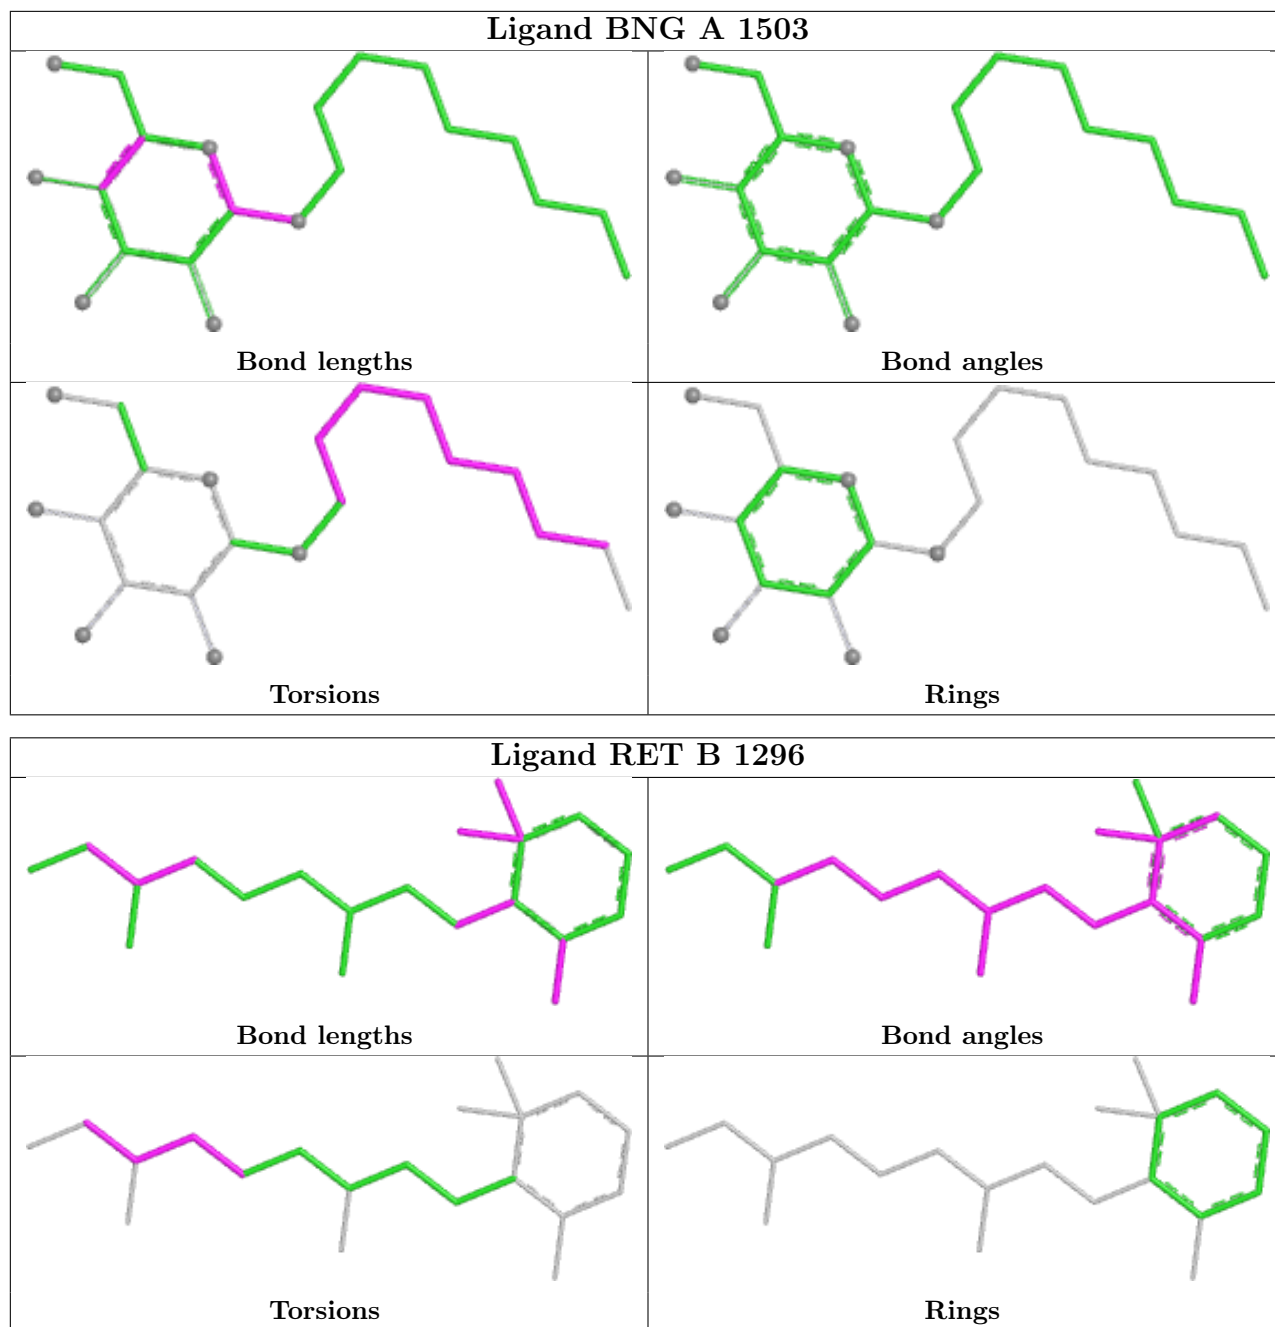 Ligand BNG A 1503
Bond lengths
Bond angles
Torsions
Rings
Ligand RET B 1296
Bond lengths
Bond angles
Torsions
Rings